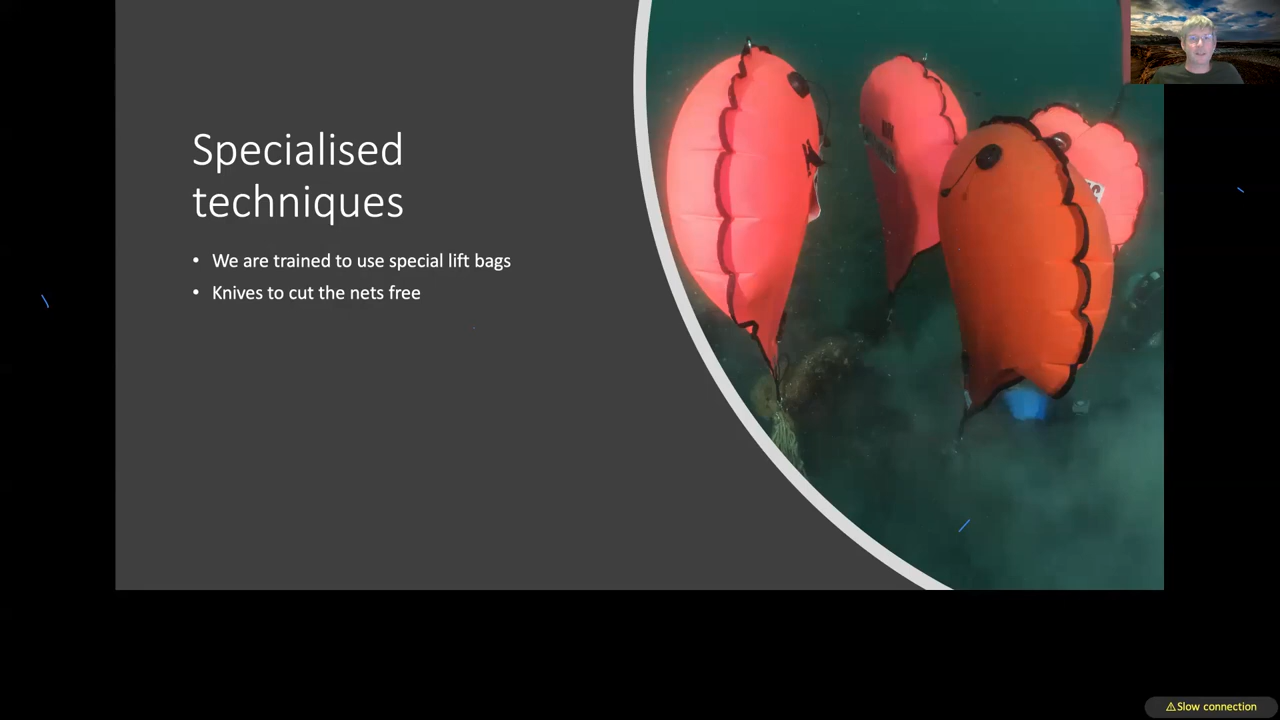 Specialised
techniques
• We are trained to use special lift bags
• Knives to cut the nets free
⚠Slow connection